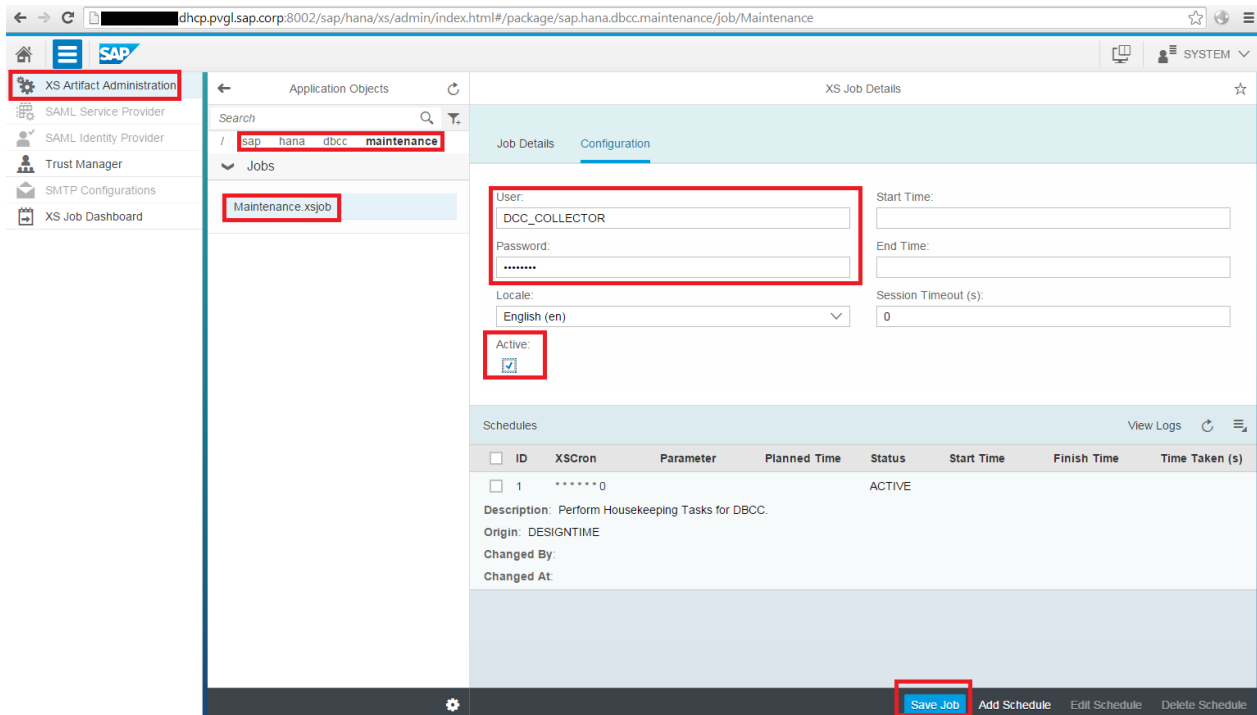 dhcp.pvgl.sap.corp:8002/sap/hana/xs/admin/index.html#/package/sap.hana.dbcc.maintenance/job/Maintenance
SAP
SYSTEM
XS Artifact Administration
SAML Service Provider
SAML Identity Provider
Trust Manager
SMTP Configurations
XS Job Dashboard
Application Objects
Search
/ sap hana dbcc maintenance
Jobs
Maintenance.xsjob
XS Job Details
Job Details Configuration
User:
DCC_COLLECTOR
Password:
••••••••
Locale:
English (en)
Active:
Start Time:
End Time:
Session Timeout (s):
0
Schedules View Logs
ID XSCron Parameter Planned Time Status Start Time Finish Time Time Taken (s)
1 * * * * * * 0 ACTIVE
Description: Perform Housekeeping Tasks for DBCC.
Origin: DESIGNTIME
Changed By:
Changed At:
Save Job Add Schedule Edit Schedule Delete Schedule